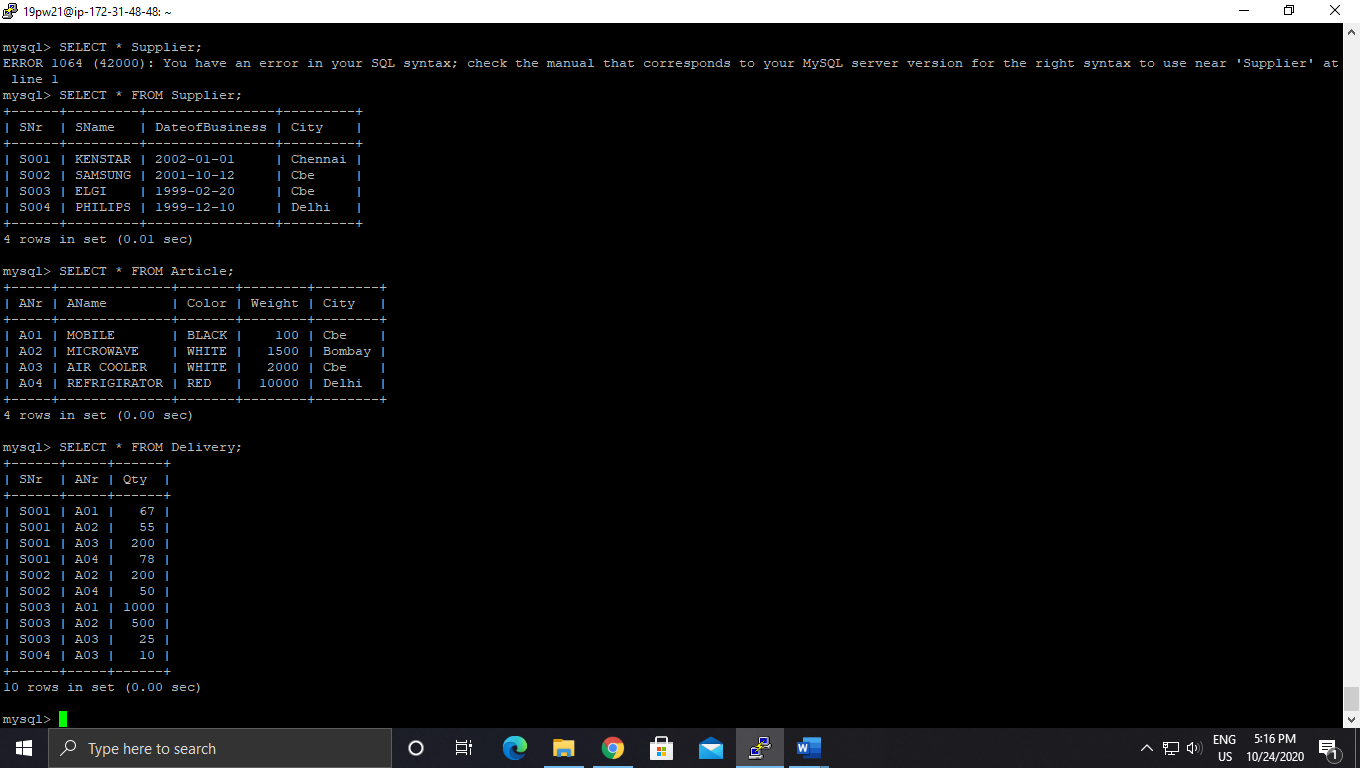 19pw21@ip-172-31-48-48: ~
mysql> SELECT * Supplier;
ERROR 1064 (42000): You have an error in your SQL syntax; check the manual that corresponds to your MySQL server version for the right syntax to use near 'Supplier' at
 line 1
mysql> SELECT * FROM Supplier;
+------+---------+----------------+---------+
| SNr  | SName   | DateofBusiness | City    |
+------+---------+----------------+---------+
| S001 | KENSTAR | 2002-01-01     | Chennai |
| S002 | SAMSUNG | 2001-10-12     | Cbe     |
| S003 | ELGI    | 1999-02-20     | Cbe     |
| S004 | PHILIPS | 1999-12-10     | Delhi   |
+------+---------+----------------+---------+
4 rows in set (0.01 sec)
mysql> SELECT * FROM Article;
+-----+--------------+-------+--------+--------+
| ANr | AName        | Color | Weight | City   |
+-----+--------------+-------+--------+--------+
| A01 | MOBILE       | BLACK |    100 | Cbe    |
| A02 | MICROWAVE    | WHITE |   1500 | Bombay |
| A03 | AIR COOLER   | WHITE |   2000 | Cbe    |
| A04 | REFRIGIRATOR | RED   |  10000 | Delhi  |
+-----+--------------+-------+--------+--------+
4 rows in set (0.00 sec)
mysql> SELECT * FROM Delivery;
+------+-----+------+
| SNr  | ANr | Qty  |
+------+-----+------+
| S001 | A01 |   67 |
| S001 | A02 |   55 |
| S001 | A03 |  200 |
| S001 | A04 |   78 |
| S002 | A02 |  200 |
| S002 | A04 |   50 |
| S003 | A01 | 1000 |
| S003 | A02 |  500 |
| S003 | A03 |   25 |
| S004 | A03 |   10 |
+------+-----+------+
10 rows in set (0.00 sec)
mysql>
Type here to search
ENG
US
5:16 PM
10/24/2020
1